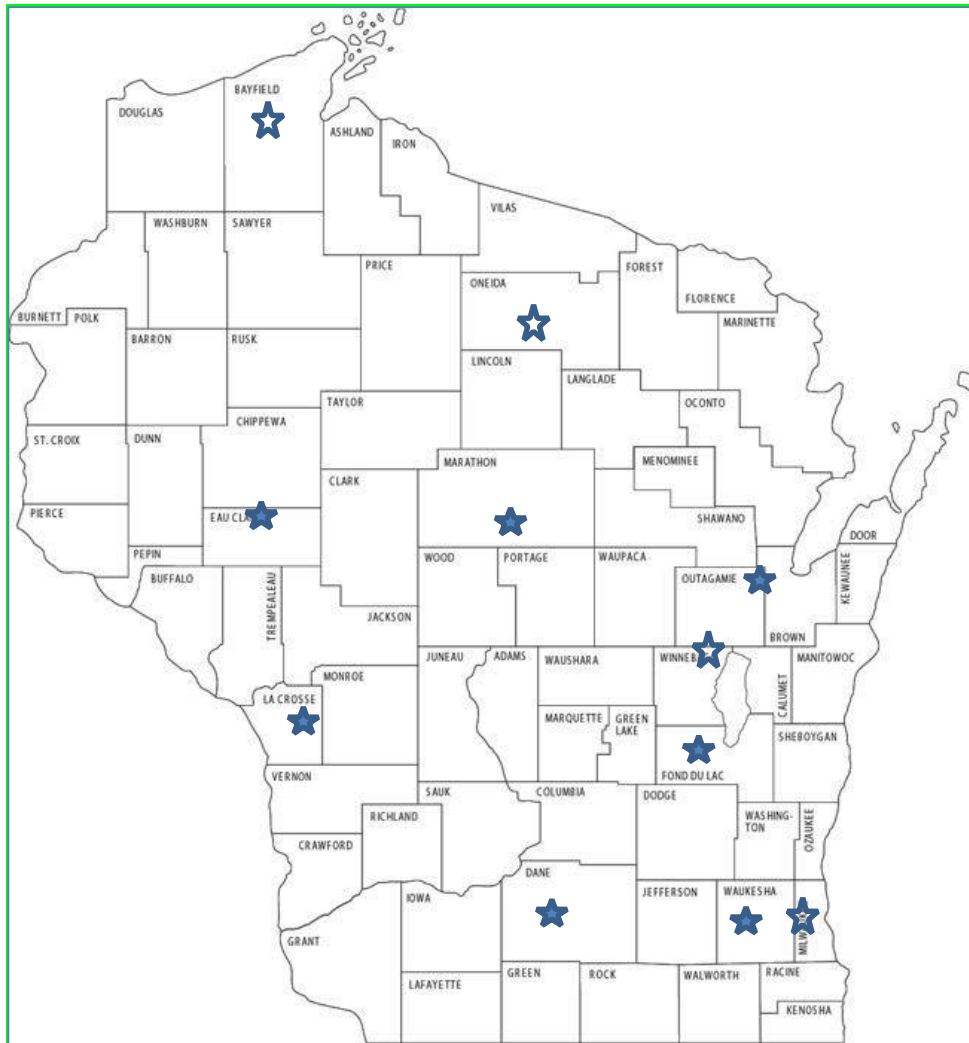 BAYFIELD
DOUGLAS
ASHLAND
IRON
VILAS
WASHBURN
SAWYER
PRICE
FOREST
ONEIDA
FLORENCE
BURNETT
POLK
MARINETTE
BARRON
RUSK
LINCOLN
LANGLADE
TAYLOR
OCONTO
CHIPPEWA
ST. CROIX
DUNN
MARATHON
MENOMINEE
CLARK
PIERCE
EAU CLA
SHAWANO
DOOR
PEPIN
WOOD
PORTAGE
WAUPACA
BUFFALO
OUTAGAMIE
KEWAUNEE
TREMPEALEAU
JACKSON
BROWN
JUNEAU
ADAMS
WAUSHARA
WINNEB
MANITOWOC
MONROE
CALUMET
LA CROSSE
MARQUETTE
GREEN
LAKE
SHEBOYGAN
VERNON
FOND DU LAC
SAUK
COLUMBIA
DODGE
RICHLAND
WASHING-
TON
OZAUKEE
CRAWFORD
DANE
IOWA
JEFFERSON
WAUKESHA
MILW
GRANT
GREEN
ROCK
WALWORTH
RACINE
LAFAYETTE
KENOSHA